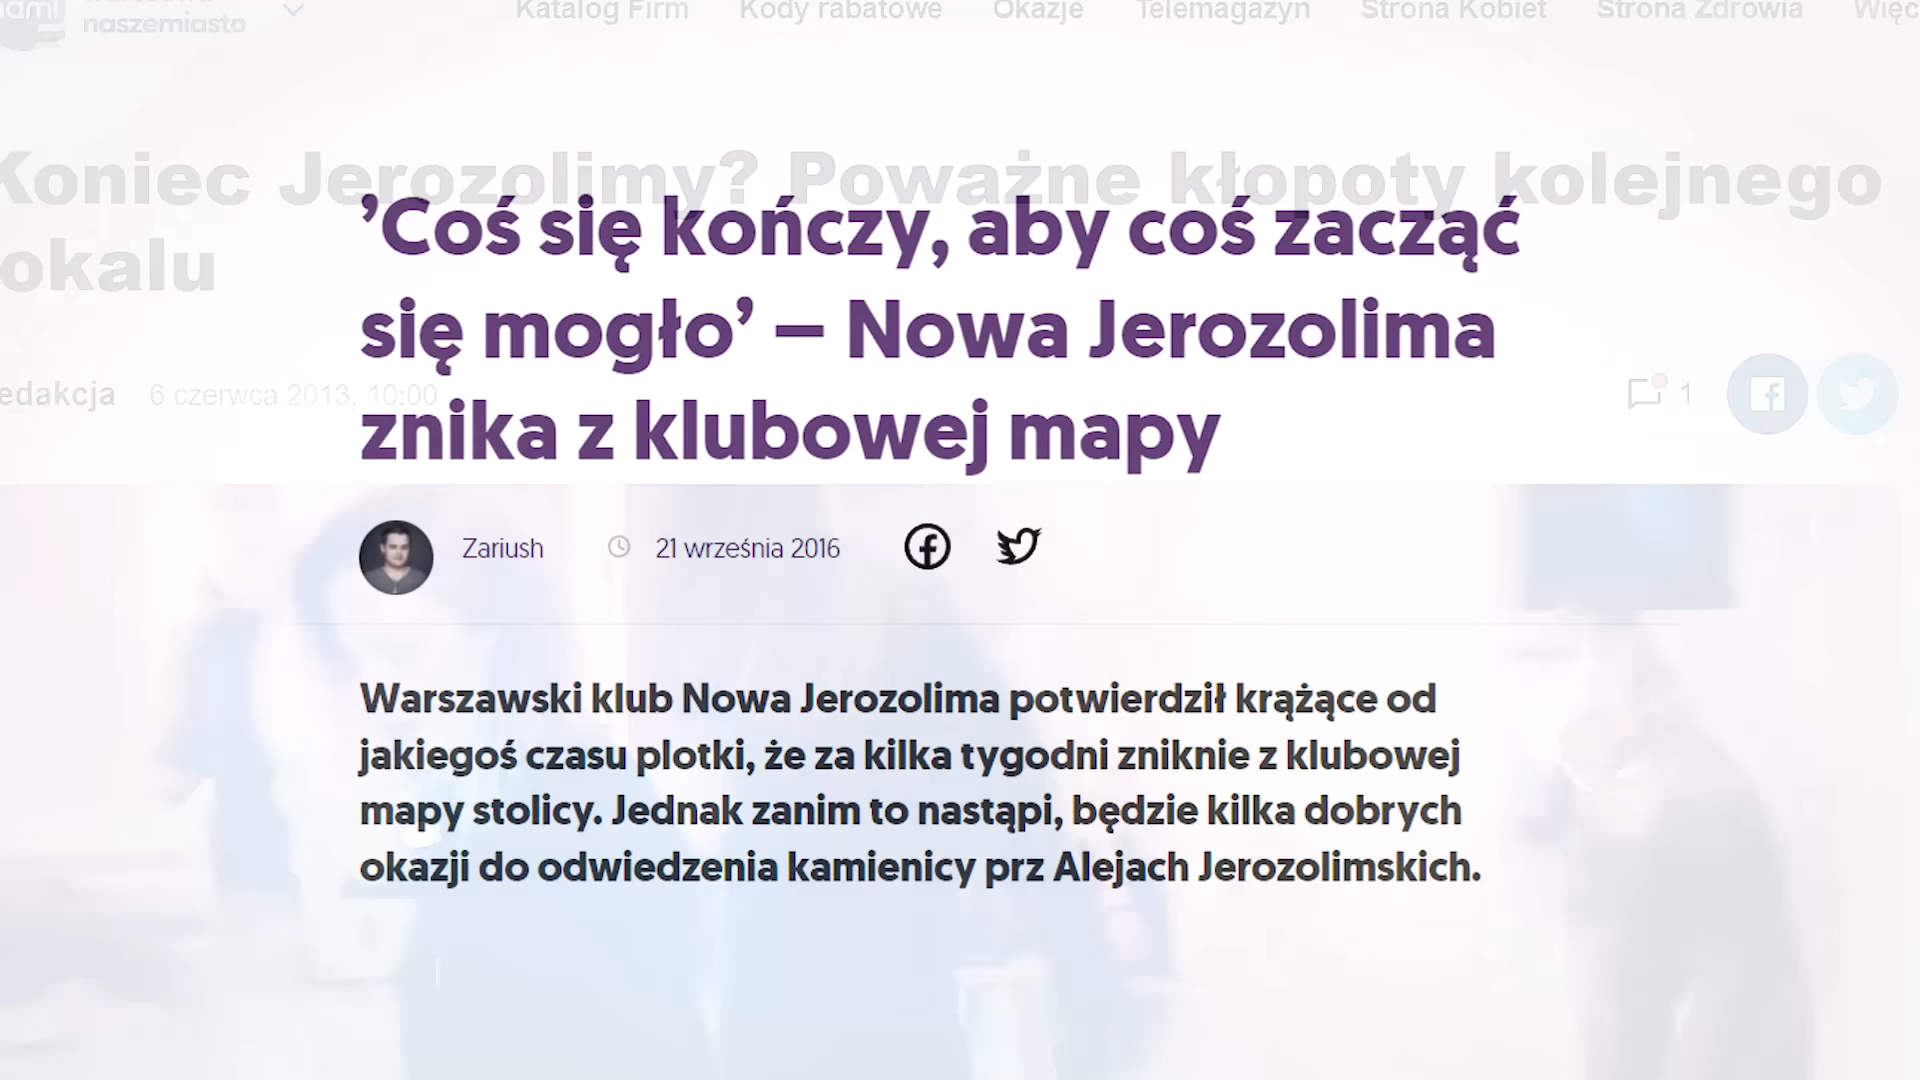 naszemiasto
Katalog Firm Kody rabatowe Okazje Telemagazyn Strona Kobiet Strona Zdrowia
Koniec Jerozolimy? Poważne kłopoty kolejnego
okalu
’Coś się kończy, aby coś zacząć
się mogło’ – Nowa Jerozolima
znika z klubowej mapy
edakcja 6 czerwca 2013, 10:00 1
Zariush 21 września 2016
Warszawski klub Nowa Jerozolima potwierdził krążące od
jakiegoś czasu plotki, że za kilka tygodni zniknie z klubowej
mapy stolicy. Jednak zanim to nastąpi, będzie kilka dobrych
okazji do odwiedzenia kamienicy prz Alejach Jerozolimskich.